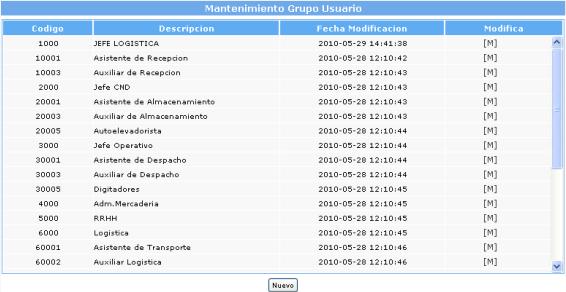 Mantenimiento Grupo Usuario
Codigo Descripcion Fecha Modificacion Modifica
1000 JEFE LOGISTICA 2010-05-29 14:41:38 [M]
10001 Asistente de Recepcion 2010-05-28 12:10:42 [M]
10003 Auxiliar de Recepcion 2010-05-28 12:10:43 [M]
2000 Jefe CND 2010-05-28 12:10:43 [M]
20001 Asistente de Almacenamiento 2010-05-28 12:10:43 [M]
20003 Auxiliar de Almacenamiento 2010-05-28 12:10:43 [M]
20005 Autoelevadorista 2010-05-28 12:10:44 [M]
3000 Jefe Operativo 2010-05-28 12:10:44 [M]
30001 Asistente de Despacho 2010-05-28 12:10:44 [M]
30003 Auxiliar de Despacho 2010-05-28 12:10:44 [M]
30005 Digitadores 2010-05-28 12:10:45 [M]
4000 Adm.Mercaderia 2010-05-28 12:10:45 [M]
5000 RRHH 2010-05-28 12:10:45 [M]
6000 Logistica 2010-05-28 12:10:45 [M]
60001 Asistente de Transporte 2010-05-28 12:10:46 [M]
60002 Auxiliar Logistica 2010-05-28 12:10:46 [M]
Nuevo